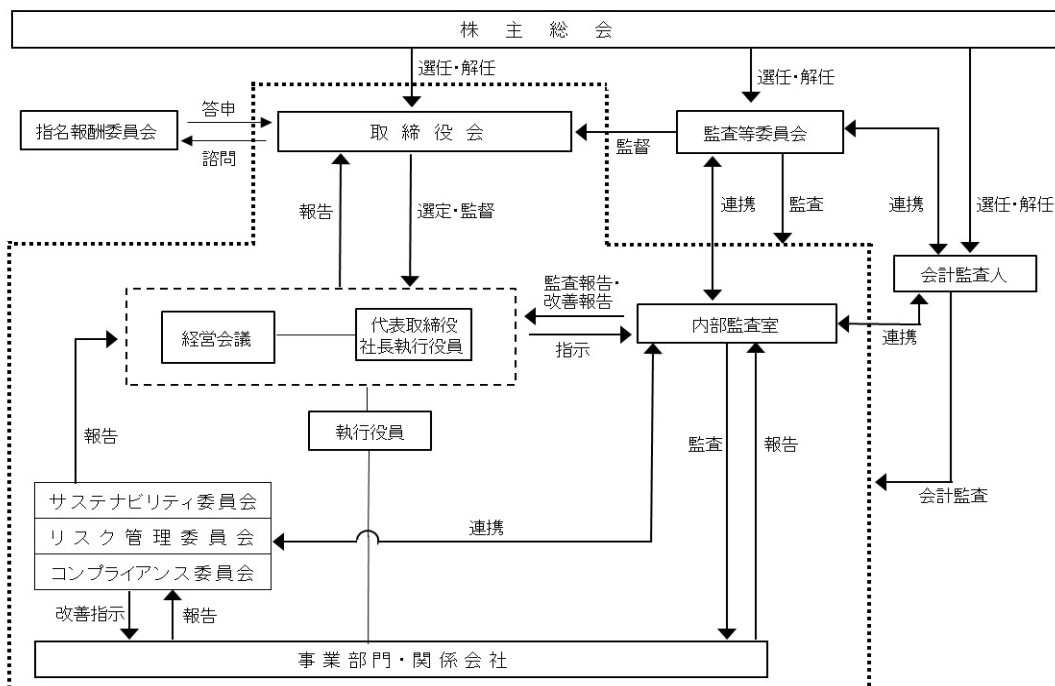 株主総会
選任・解任
選任・解任
答申
指名報酬委員会
取締役会
監査等委員会
監督
諮問
報告
選定・監督
連携
監査
連携
選任・解任
会計監査人
監査報告・
改善報告
経営会議
代表取締役
社長執行役員
内部監査室
指示
連携
報告
執行役員
監査
報告
サステナビリティ委員会
会計監査
リスク管理委員会
連携
コンプライアンス委員会
改善指示
報告
事業部門・関係会社